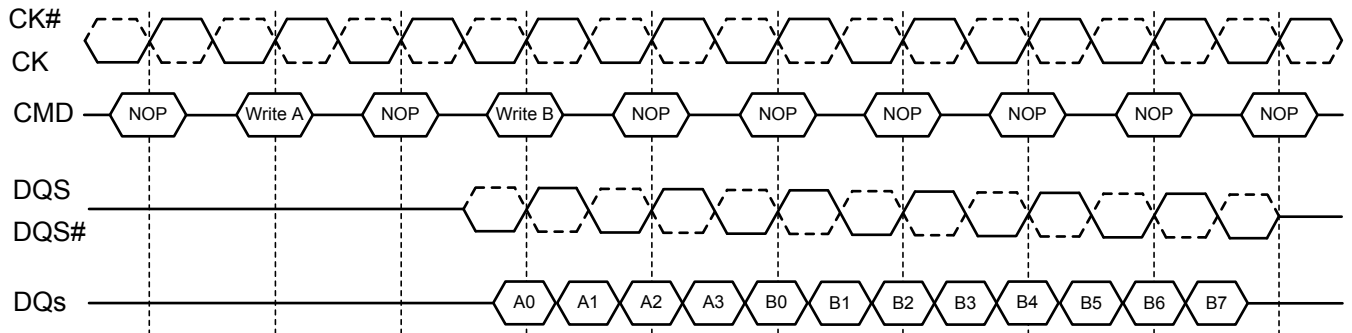 CK#
CK
CMD NOP Write A NOP Write B NOP NOP NOP NOP NOP NOP
DQS
DQS#
DQs A0 A1 A2 A3 B0 B1 B2 B3 B4 B5 B6 B7